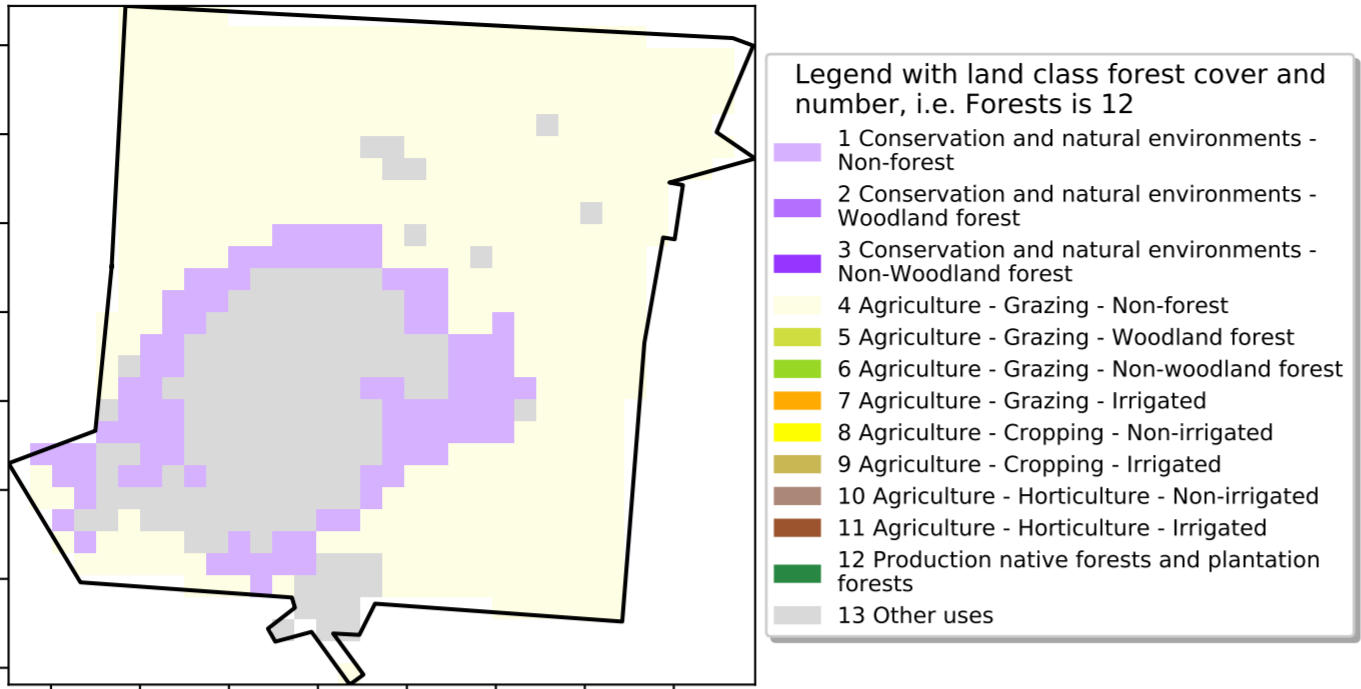 Legend with land class forest cover and
number, i.e. Forests is 12
1 Conservation and natural environments -
Non-forest
2 Conservation and natural environments -
Woodland forest
3 Conservation and natural environments -
Non-Woodland forest
4 Agriculture - Grazing - Non-forest
5 Agriculture - Grazing - Woodland forest
6 Agriculture - Grazing - Non-woodland forest
7 Agriculture - Grazing - Irrigated
8 Agriculture - Cropping - Non-irrigated
9 Agriculture - Cropping - Irrigated
10 Agriculture - Horticulture - Non-irrigated
11 Agriculture - Horticulture - Irrigated
12 Production native forests and plantation
forests
13 Other uses